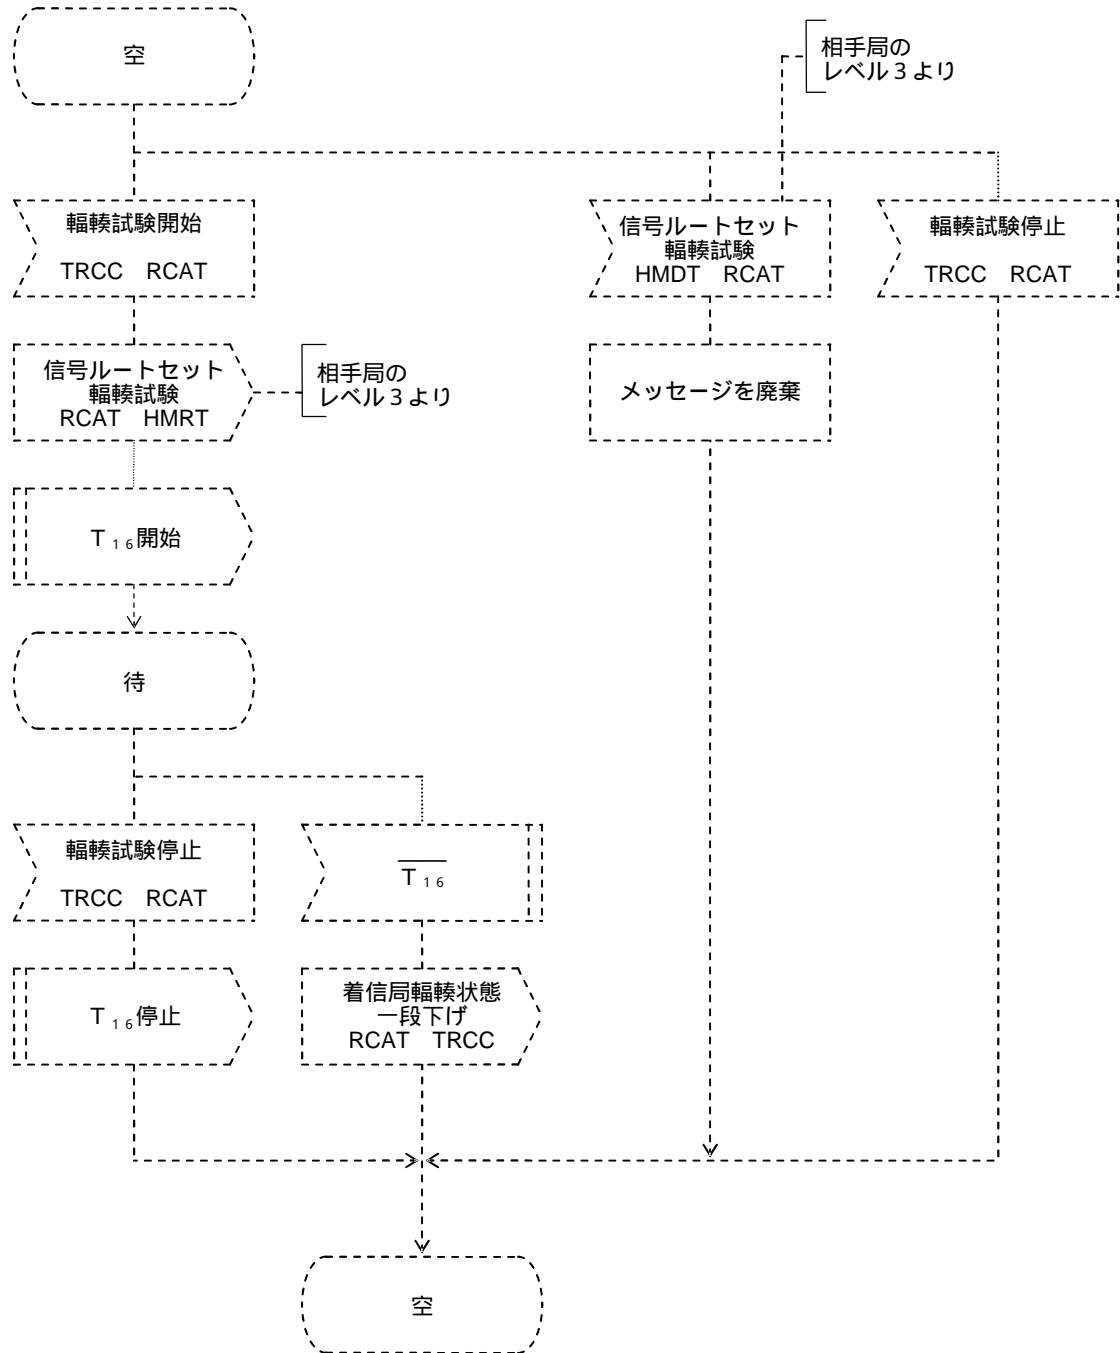 空
相手局の
レベル３より
輻輳試験開始
TRCC RCAT
信号ルートセット
輻輳試験
HMDT RCAT
輻輳試験停止
TRCC RCAT
信号ルートセット
輻輳試験
RCAT HMRT
相手局の
レベル３より
メッセージを廃棄
T₁₆開始
待
輻輳試験停止
TRCC RCAT
T₁₆
T₁₆停止
着信局輻輳状態
一段下げ
RCAT TRCC
空